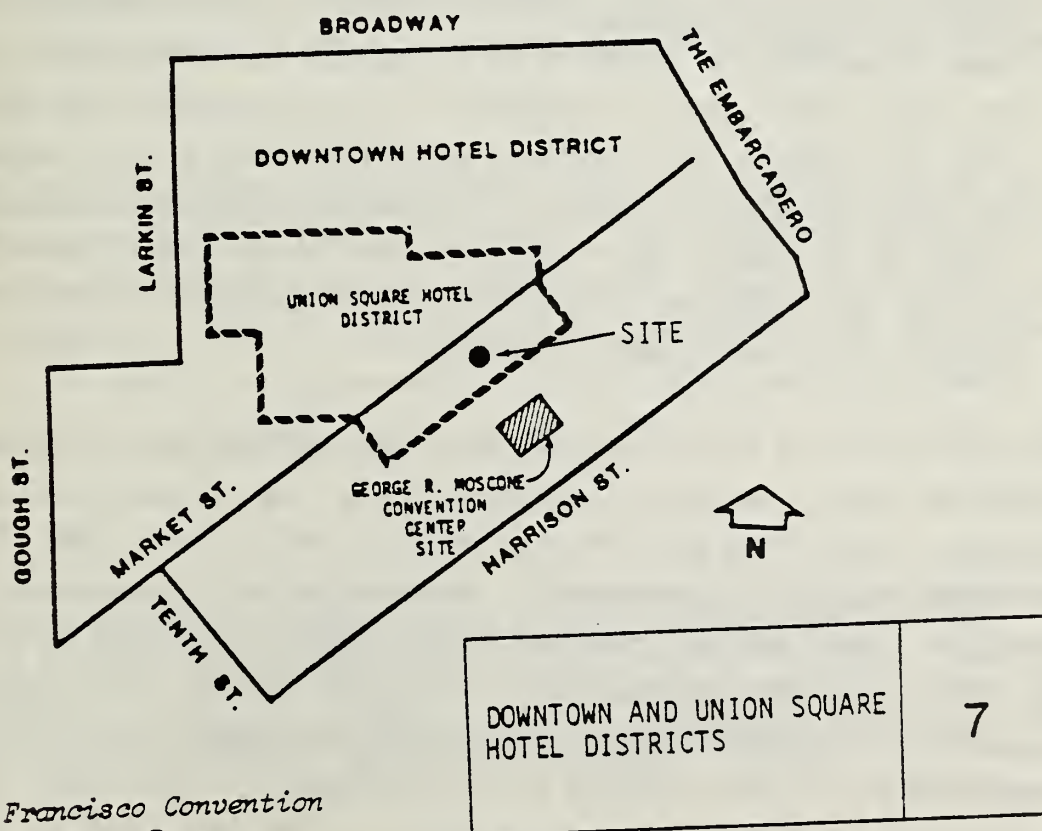 BROADWAY
THE EMBARCADERO
DOWNTOWN HOTEL DISTRICT
LARKIN ST.
UNION SQUARE HOTEL
DISTRICT
SITE
GEORGE R. MOSCONE
CONVENTION
CENTER
SITE
GOUGH ST.
MARKET ST.
HARRISON ST.
N
TENTH ST.
DOWNTOWN AND UNION SQUARE
HOTEL DISTRICTS
7
Francisco Convention